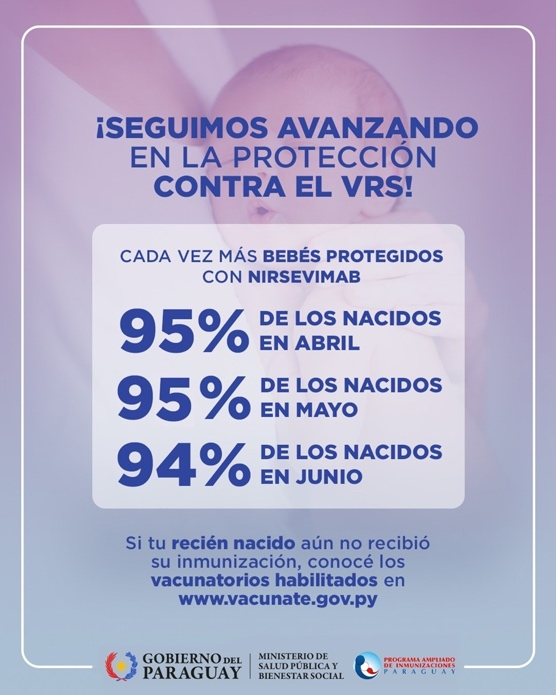 ¡SEGUIMOS AVANZANDO
EN LA PROTECCIÓN
CONTRA EL VRS!
CADA VEZ MÁS BEBÉS PROTEGIDOS
CON NIRSEVIMAB
95% DE LOS NACIDOS
EN ABRIL
95% DE LOS NACIDOS
EN MAYO
94% DE LOS NACIDOS
EN JUNIO
Si tu recién nacido aún no recibió
su inmunización, conocé los
vacunatorios habilitados en
www.vacunate.gov.py
GOBIERNO DEL
PARAGUAY
MINISTERIO DE
SALUD PÚBLICA Y
BIENESTAR SOCIAL
PROGRAMA AMPLIADO
DE INMUNIZACIONES
PARAGUAY